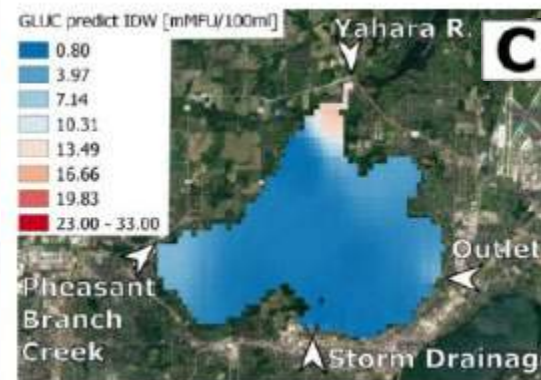 GLUC predict IDW [mMFU/100ml]
0.80
3.97
7.14
10.31
13.49
16.66
19.83
23.00 - 33.00
Yahara R.
C
Outlet
Pheasant
Branch
Creek
Storm Drainag